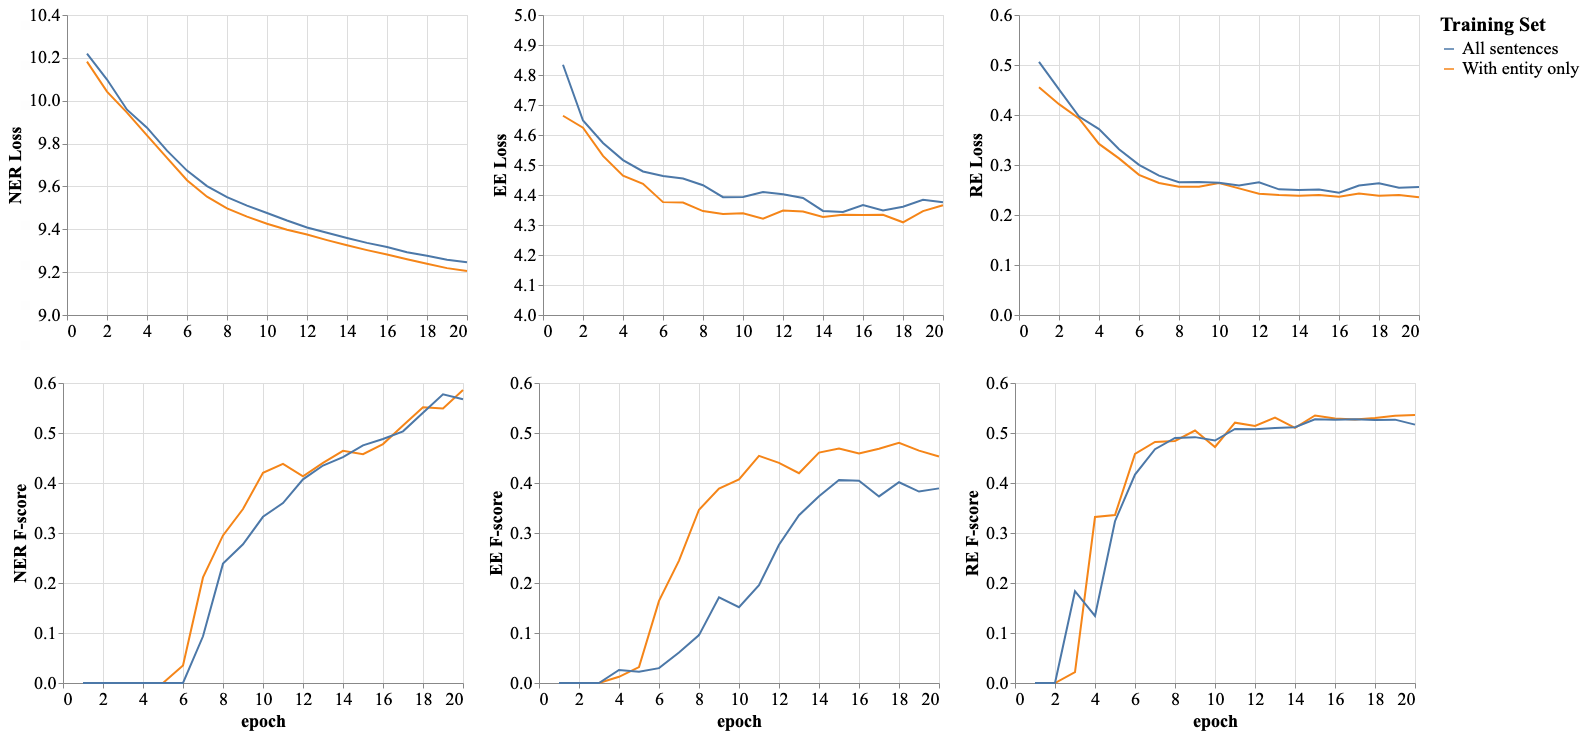 NER Loss
10.4
10.2
10.0
9.8
9.6
9.4
9.2
9.0
0 2 4 6 8 10 12 14 16 18 20
EE Loss
5.0
4.9
4.8
4.7
4.6
4.5
4.4
4.3
4.2
4.1
4.0
0 2 4 6 8 10 12 14 16 18 20
RE Loss
0.6
0.5
0.4
0.3
0.2
0.1
0.0
0 2 4 6 8 10 12 14 16 18 20
Training Set
All sentences
With entity only
NER F-score
0.6
0.5
0.4
0.3
0.2
0.1
0.0
0 2 4 6 8 10 12 14 16 18 20
epoch
EE F-score
0.6
0.5
0.4
0.3
0.2
0.1
0.0
0 2 4 6 8 10 12 14 16 18 20
epoch
RE F-score
0.6
0.5
0.4
0.3
0.2
0.1
0.0
0 2 4 6 8 10 12 14 16 18 20
epoch